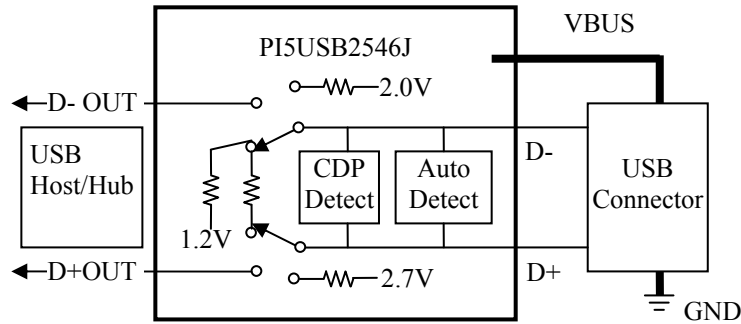 VBUS
PI5USB2546J
2.0V
D- OUT
USB
Host/Hub
CDP
Detect
Auto
Detect
D-
USB
Connector
1.2V
D+OUT
2.7V
D+
GND